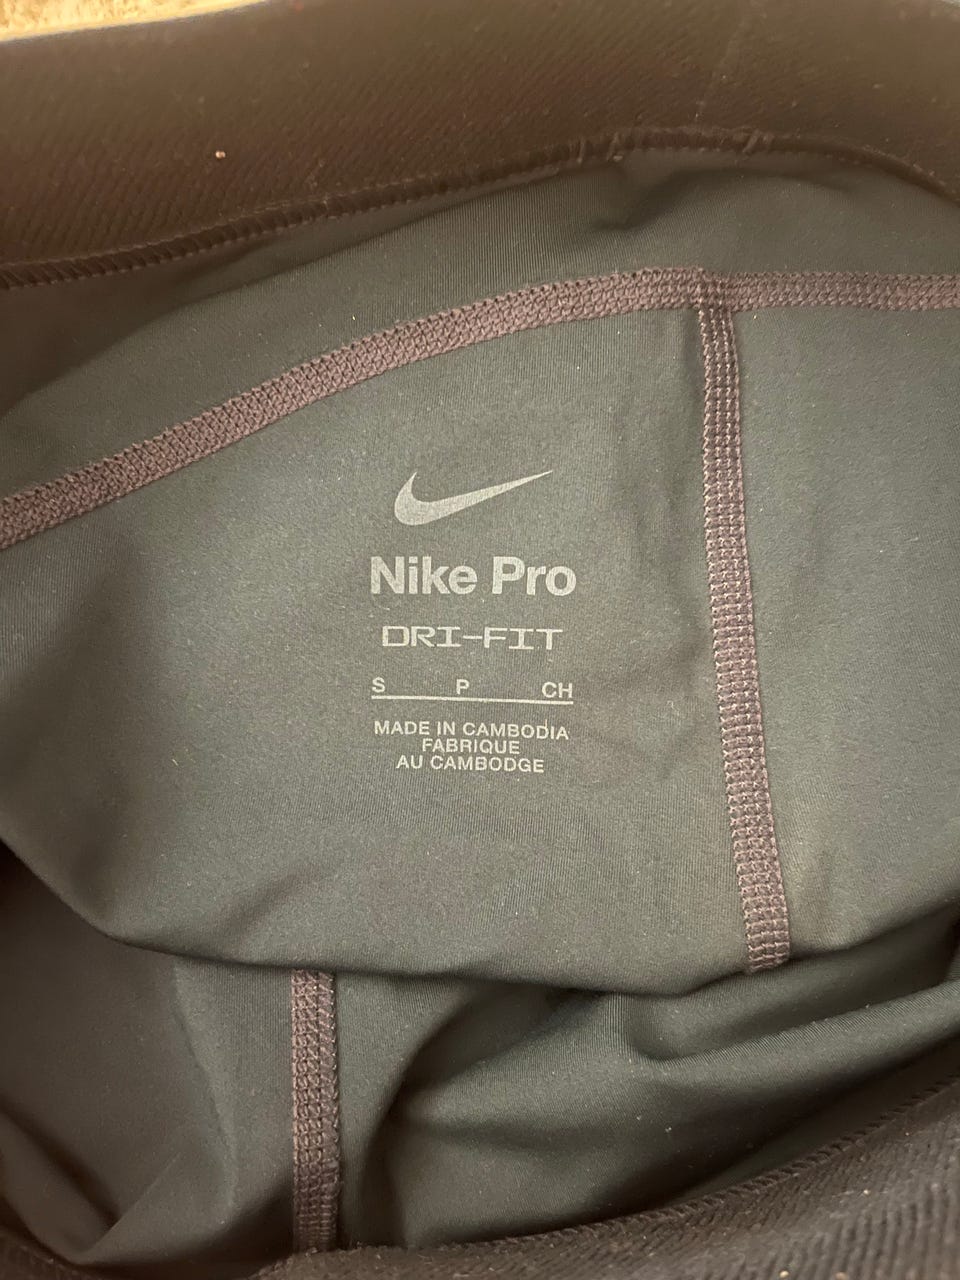 Nike Pro
DRI-FIT
S P CH
MADE IN CAMBODIA
FABRIQUE
AU CAMBODGE